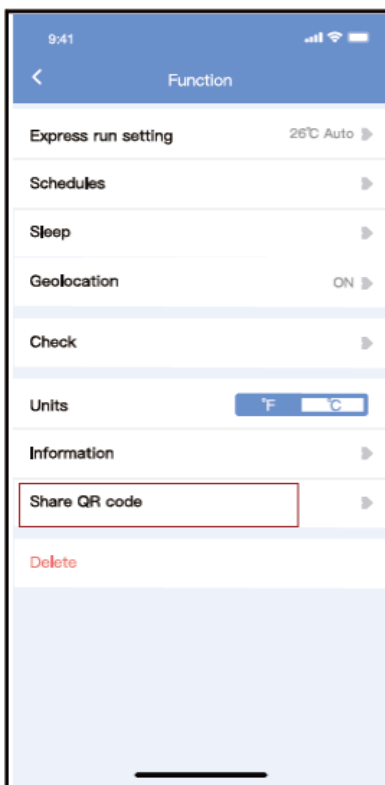 9:41
Function
Express run setting 26℃ Auto
Schedules
Sleep
Geolocation ON
Check
Units °F ℃
Information
Share QR code
Delete